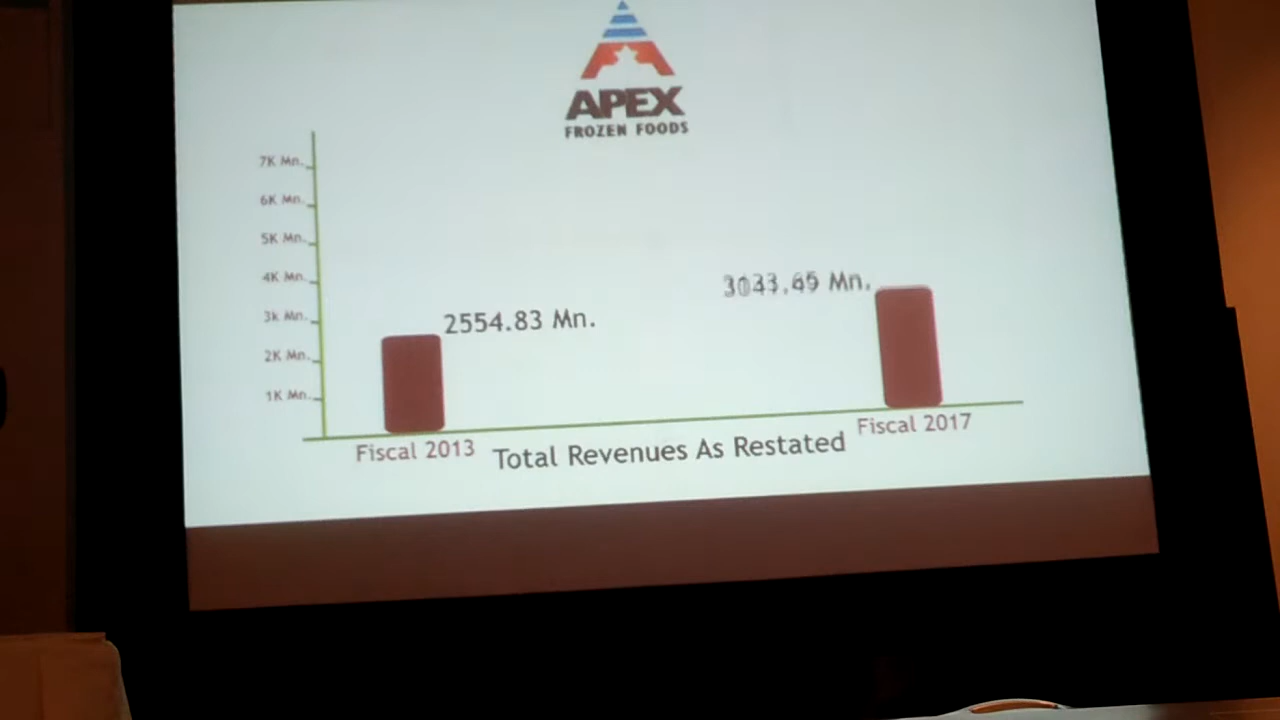 APEX
FROZEN FOODS
7K Mn.
6K Mn.
5K Mn.
4K Mn.
3k Mn.
2K Mn.
1K Mn.
2554.83 Mn.
Mn.
Fiscal 2013
Total Revenues As Restated
Fiscal 2017